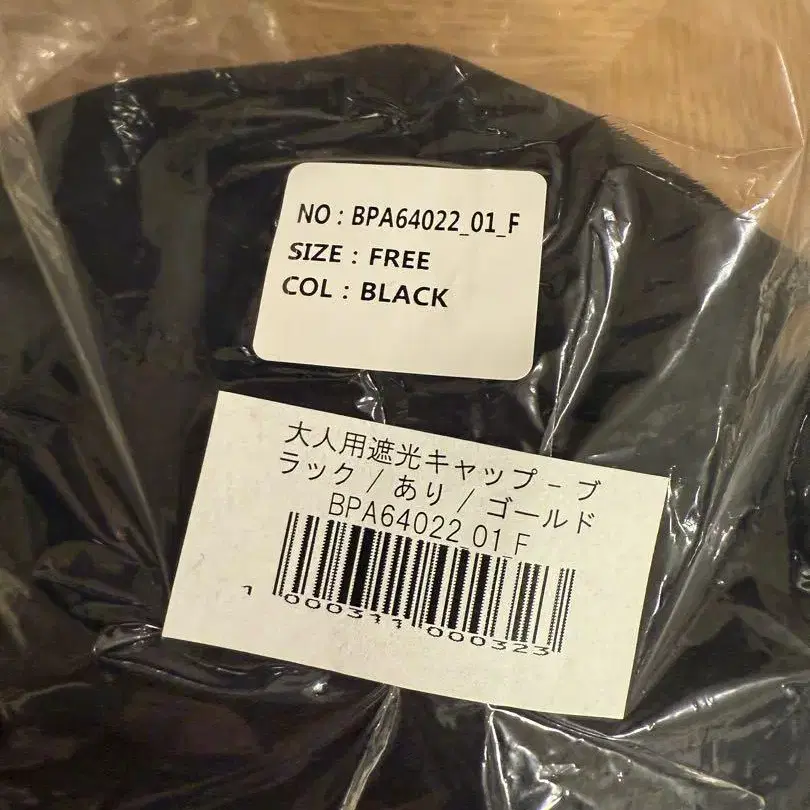 NO : BPA64022_01_F
SIZE : FREE
COL : BLACK
大人用遮光キャップ - ブ
ラック / あり / ゴールド
BPA64022_01_F
1 000377 000323